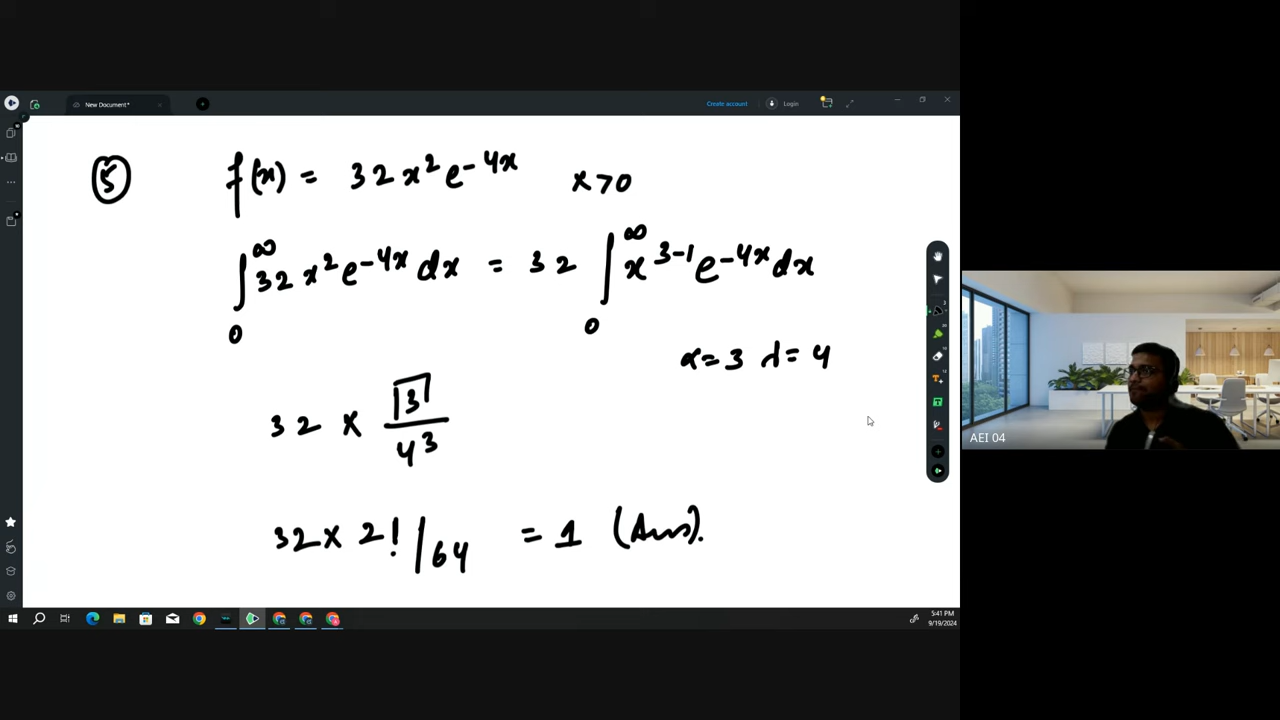 New Document*
Create account
Login
⑤ f(x) = 32x²e^-4x x>0
∫₀^∞ 32x²e^-4x dx = 32 ∫₀^∞ x^3-1 e^-4x dx
α=3 λ=4
32 × Γ3 / 4³
32 × 2! / 64 = 1 (Ans).
AEI 04
5:41 PM
9/19/2024